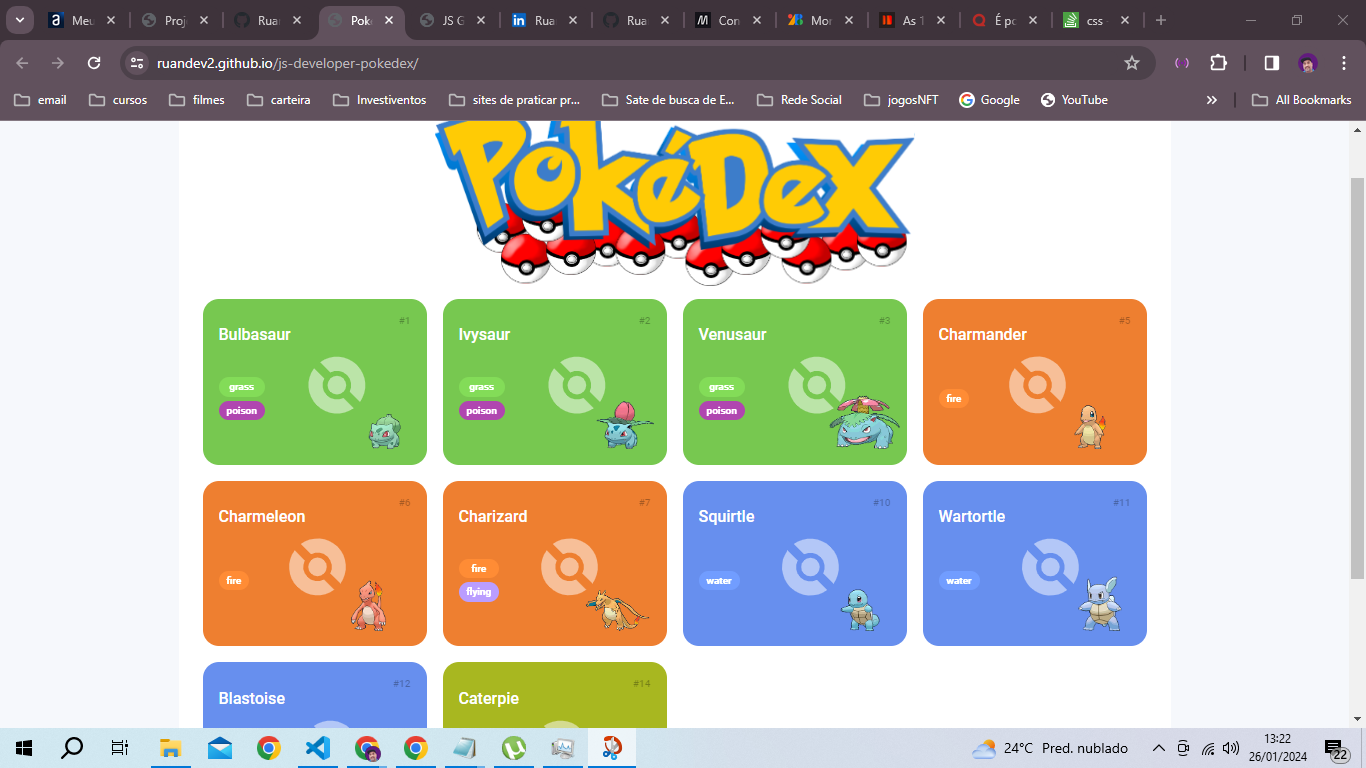 Meu
Proj
Rua
Pok
JS G
Rua
Rua
Con
Mor
As 1
É po
css -
ruandev2.github.io/js-developer-pokedex/
email
cursos
filmes
carteira
Investiventos
sites de praticar pr...
Sate de busca de E...
Rede Social
jogosNFT
Google
YouTube
»
All Bookmarks
PokéDex
#1
Bulbasaur
grass
poison
#2
Ivysaur
grass
poison
#3
Venusaur
grass
poison
#5
Charmander
fire
#6
Charmeleon
fire
#7
Charizard
fire
flying
#10
Squirtle
water
#11
Wartortle
water
#12
Blastoise
#14
Caterpie
24°C Pred. nublado
13:22
26/01/2024
22